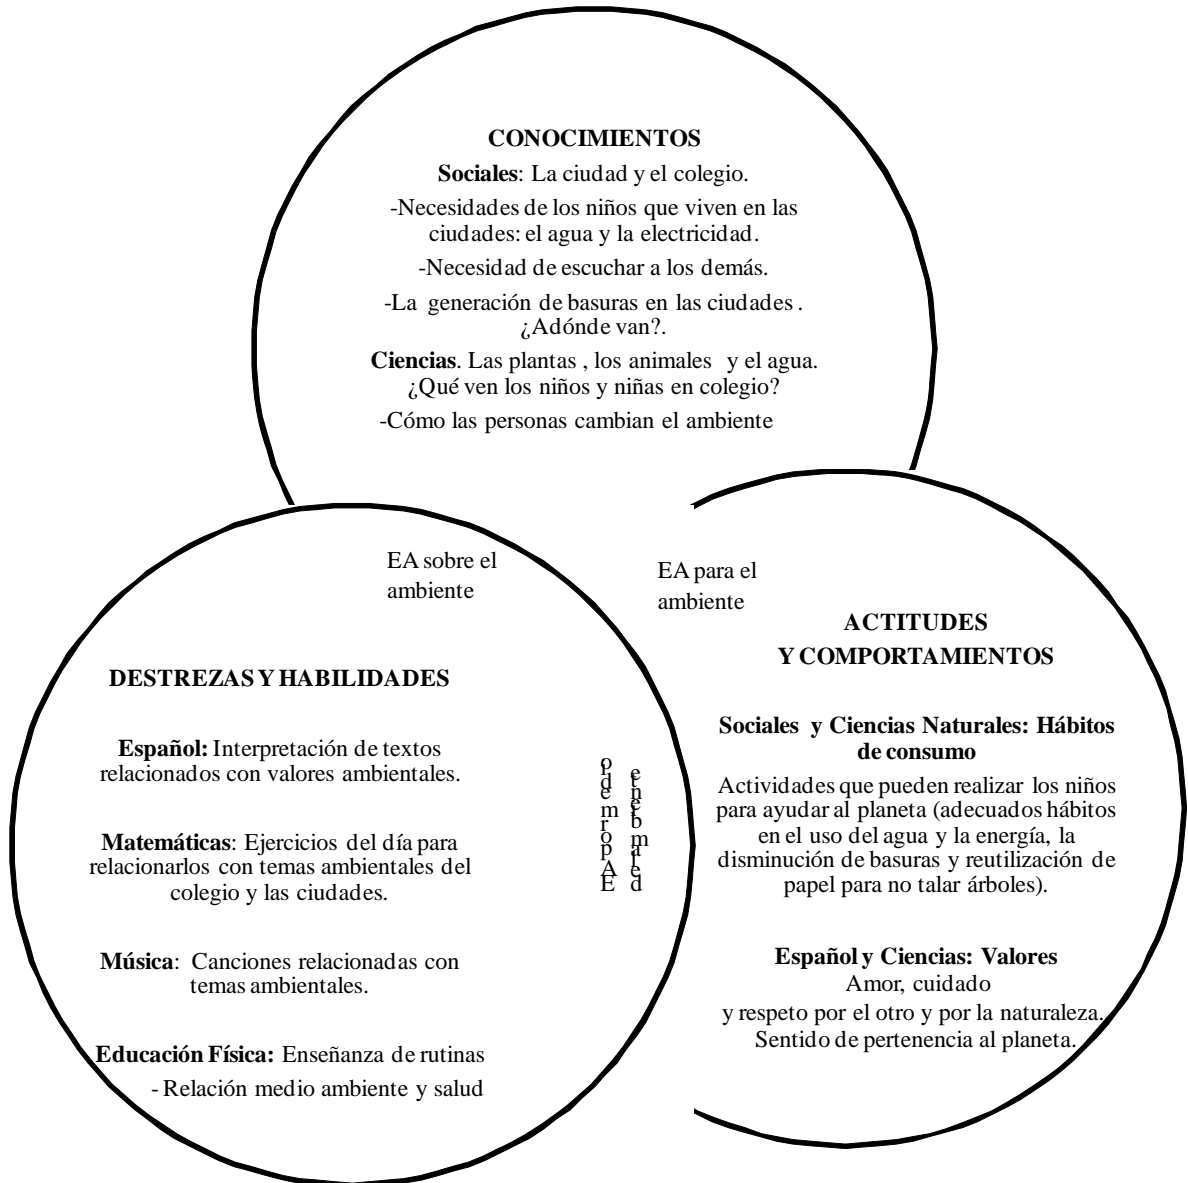 CONOCIMIENTOS
Sociales: La ciudad y el colegio.
-Necesidades de los niños que viven en las
ciudades: el agua y la electricidad.
-Necesidad de escuchar a los demás.
-La generación de basuras en las ciudades .
¿Adónde van?.
Ciencias. Las plantas , los animales y el agua.
¿Qué ven los niños y niñas en colegio?
-Cómo las personas cambian el ambiente
EA sobre el
ambiente
EA para el
ambiente
DESTREZAS Y HABILIDADES
Español: Interpretación de textos
relacionados con valores ambientales.
Matemáticas: Ejercicios del día para
relacionarlos con temas ambientales del
colegio y las ciudades.
Música: Canciones relacionadas con
temas ambientales.
Educación Física: Enseñanza de rutinas
- Relación medio ambiente y salud
EA por medio
del ambiente
ACTITUDES
Y COMPORTAMIENTOS
Sociales y Ciencias Naturales: Hábitos
de consumo
Actividades que pueden realizar los niños
para ayudar al planeta (adecuados hábitos
en el uso del agua y la energía, la
disminución de basuras y reutilización de
papel para no talar árboles).
Español y Ciencias: Valores
Amor, cuidado
y respeto por el otro y por la naturaleza.
Sentido de pertenencia al planeta.